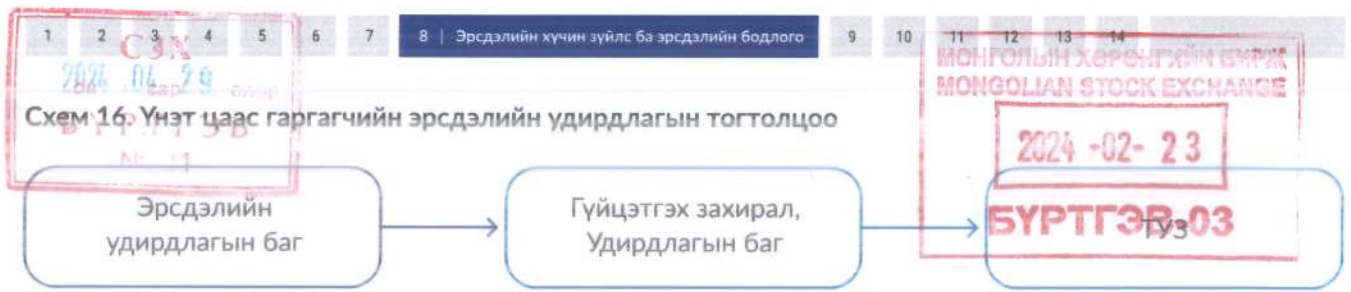 1 2 3 4 5 6 7 8 | Эрсдэлийн хүчин зүйлс ба эрсдэлийн бодлого 9 10 11 12 13 14
СЗХ
2024 .04. 29
МОНГОЛЫН ХӨРӨНГИЙН БИРЖ
MONGOLIAN STOCK EXCHANGE
Схем 16. Үнэт цаас гаргагчийн эрсдэлийн удирдлагын тогтолцоо
2024 -02- 23
БҮРТГЭВ-03
Эрсдэлийн
удирдлагын баг
Гүйцэтгэх захирал,
Удирдлагын баг
ТУЗ